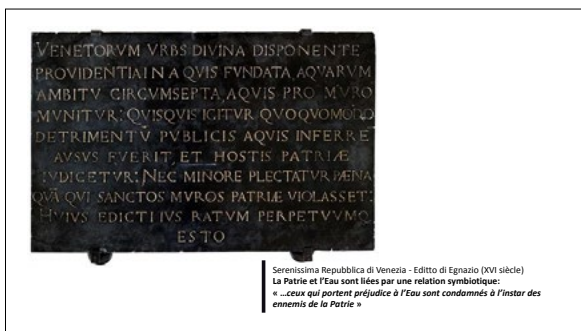 VENETORVM VRBS DIVINA DISPONENTE
PROVIDENTIA IN AQVIS FVNDATA, AQVARVM
AMBITV CIRCVMSEPTA, AQVIS PRO MVRO
MVNITVR: QVISQVIS IGITVR QVOQVOMODO
DETRIMENTV PVBLICIS AQVIS INFERRE
AVSVS FVERIT, ET HOSTIS PATRIÆ
IVDICETVR: NEC MINORE PLECTATVR PÆNA
QVĀ QVI SANCTOS MVROS PATRIÆ VIOLASSET:
HVIVS EDICTI IVS RATVM PERPETVVMQ
ESTO
Serenissima Repubblica di Venezia - Editto di Egnazio (XVI siècle)
La Patrie et l’Eau sont liées par une relation symbiotique:
« …ceux qui portent préjudice à l’Eau sont condamnés à l’instar des
ennemis de la Patrie »